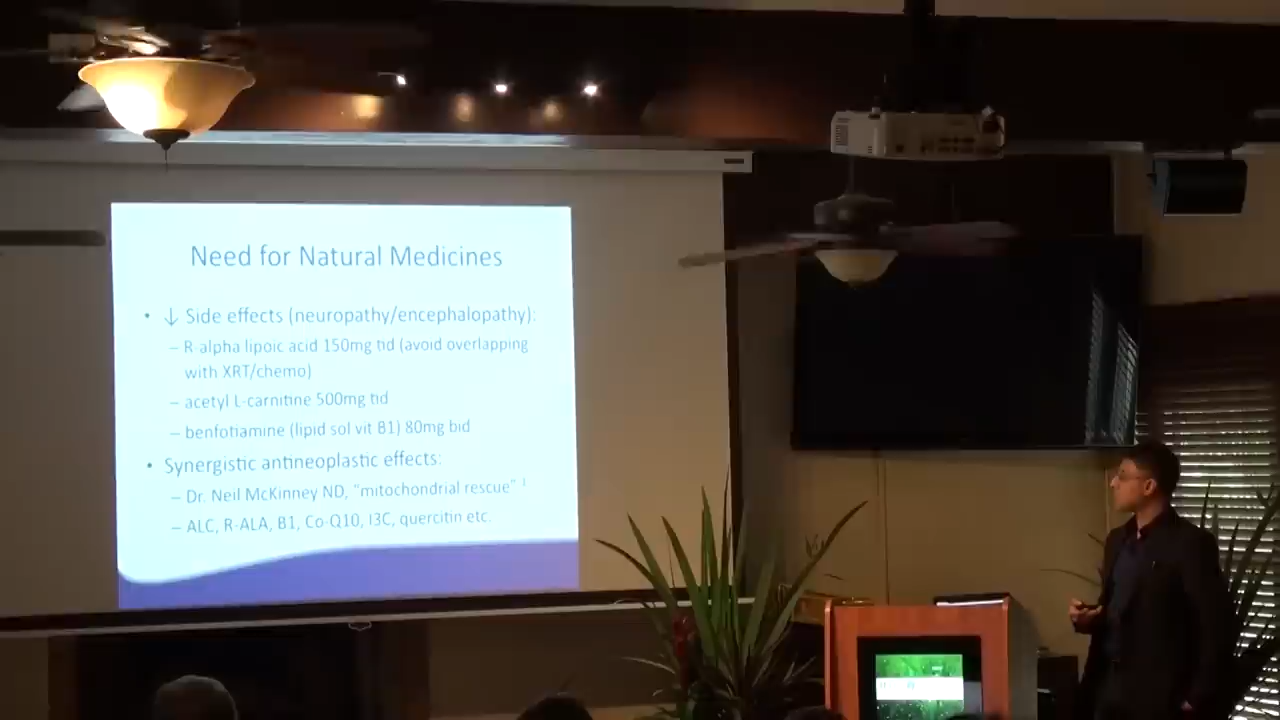 Need for Natural Medicines
• ↓ Side effects (neuropathy/encephalopathy):
– R-alpha lipoic acid 150mg tid (avoid overlapping
with XRT/chemo)
– acetyl L-carnitine 500mg tid
– benfotiamine (lipid sol vit B1) 80mg bid
• Synergistic antineoplastic effects:
– Dr. Neil McKinney ND, "mitochondrial rescue"
– ALC, R-ALA, B1, Co-Q10, I3C, quercitin etc.